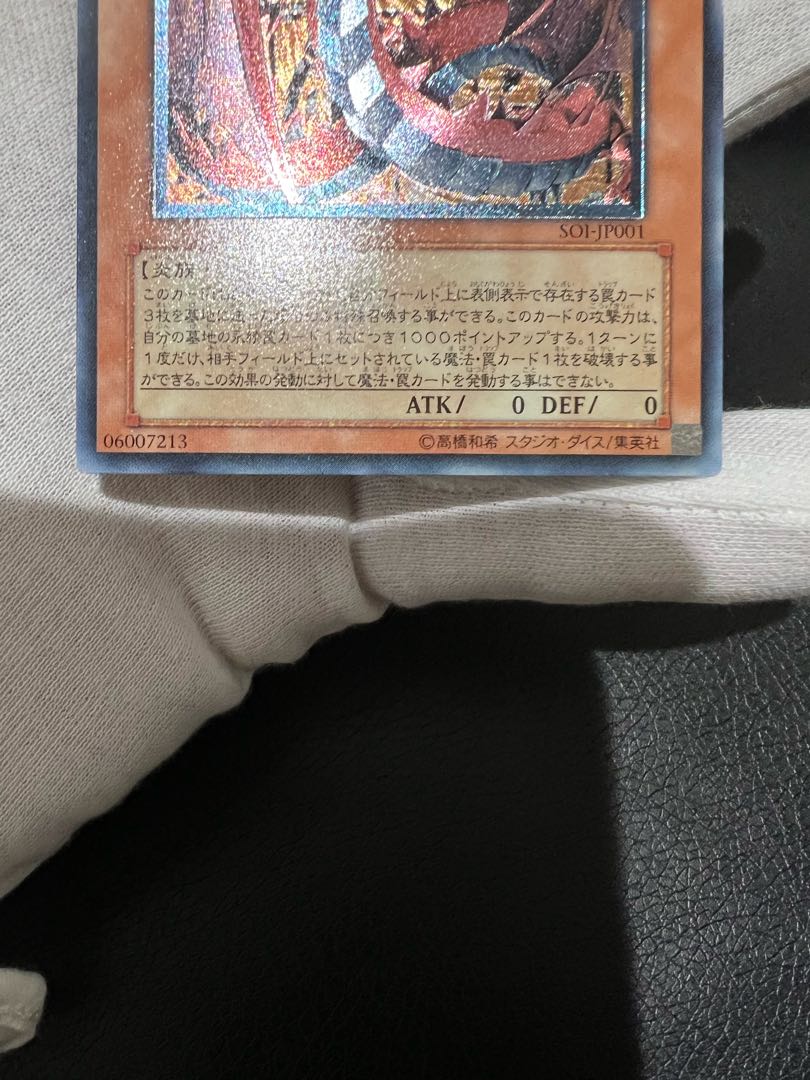 SOI-JP001
【炎族
このカード フィールド上に表側表示で存在する罠カード
3枚を墓地に 召喚する事ができる。このカードの攻撃力は、
自分の墓地の 罠カード1枚につき1000ポイントアップする。1ターンに
1度だけ、相手フィールド上にセットされている魔法・罠カード1枚を破壊する事
ができる。この効果の発動に対して魔法・罠カードを発動する事はできない。
ATK/ 0 DEF/ 0
06007213 ©高橋和希 スタジオ・ダイス/集英社